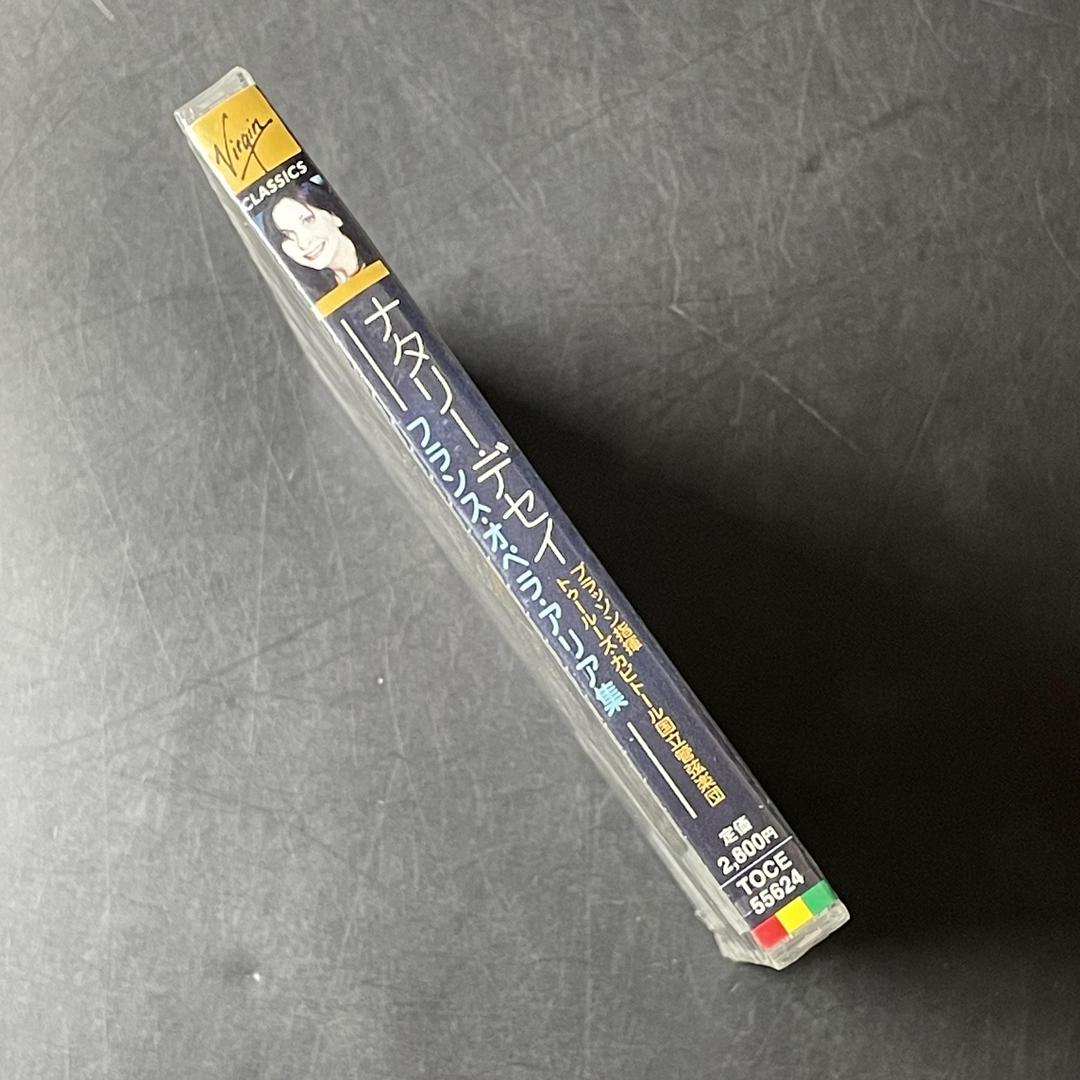 Virgin
CLASSICS
ナタリー・デセイ
フランス・オペラ・アリア集
プラッソン指揮
トゥールーズ・カピトール国立管弦楽団
定価
2,800円
TOCE
55624